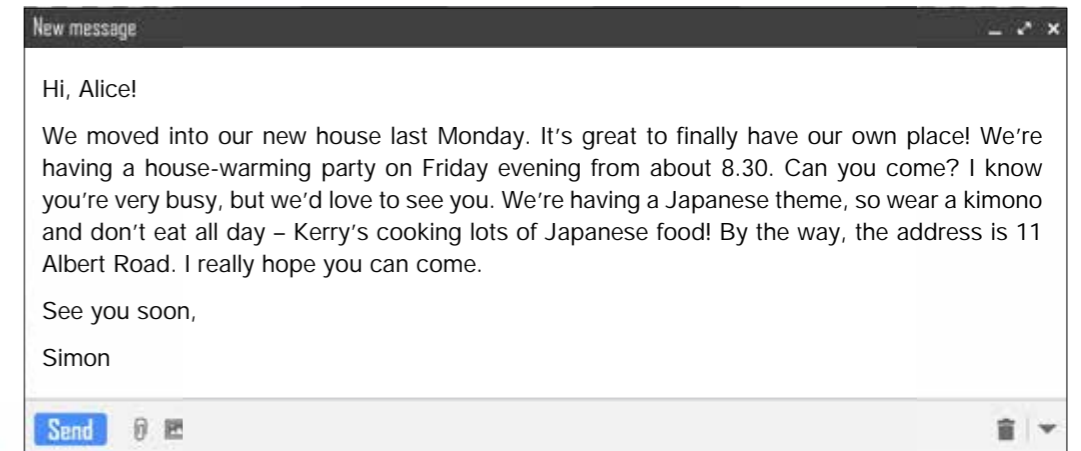 New message
Hi, Alice!
We moved into our new house last Monday. It's great to finally have our own place! We're
having a house-warming party on Friday evening from about 8.30. Can you come? I know
you're very busy, but we'd love to see you. We're having a Japanese theme, so wear a kimono
and don't eat all day – Kerry's cooking lots of Japanese food! By the way, the address is 11
Albert Road. I really hope you can come.
See you soon,
Simon
Send